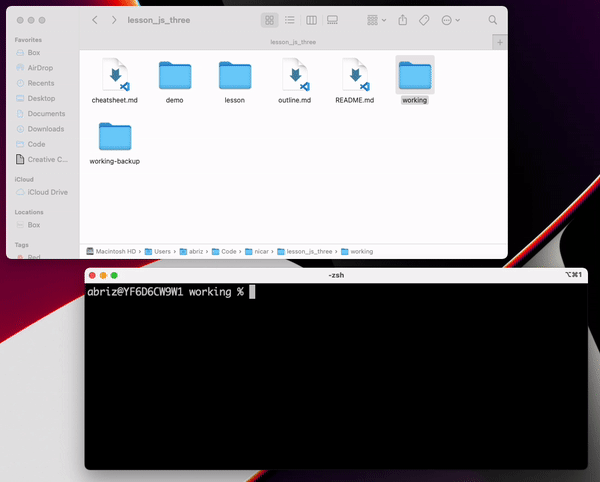 lesson_js_three
lesson_js_three
Favorites
Box
AirDrop
Recents
Desktop
Documents
Downloads
Code
Creative C...
iCloud
iCloud Drive
Locations
Box
Tags
Red
cheatsheet.md
demo
lesson
outline.md
README.md
working
working-backup
Macintosh HD › Users › abriz › Code › nicar › lesson_js_three › working
-zsh
⌥⌘1
abriz@YF6D6CW9W1 working %